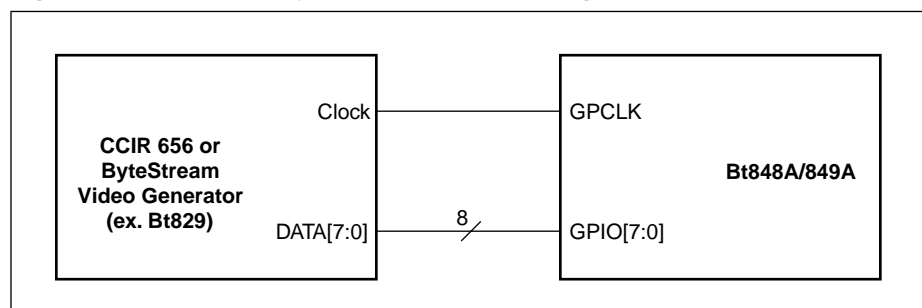 Clock
GPCLK
CCIR 656 or
ByteStream
Video Generator
(ex. Bt829)
Bt848A/849A
DATA[7:0]
8
GPIO[7:0]